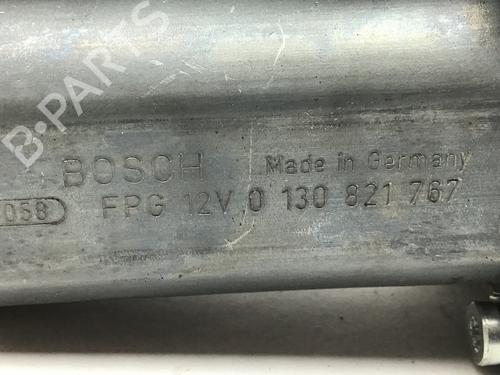 B-PARTS
BOSCH Made in Germany
058 FPG 12V 0 130 821 767